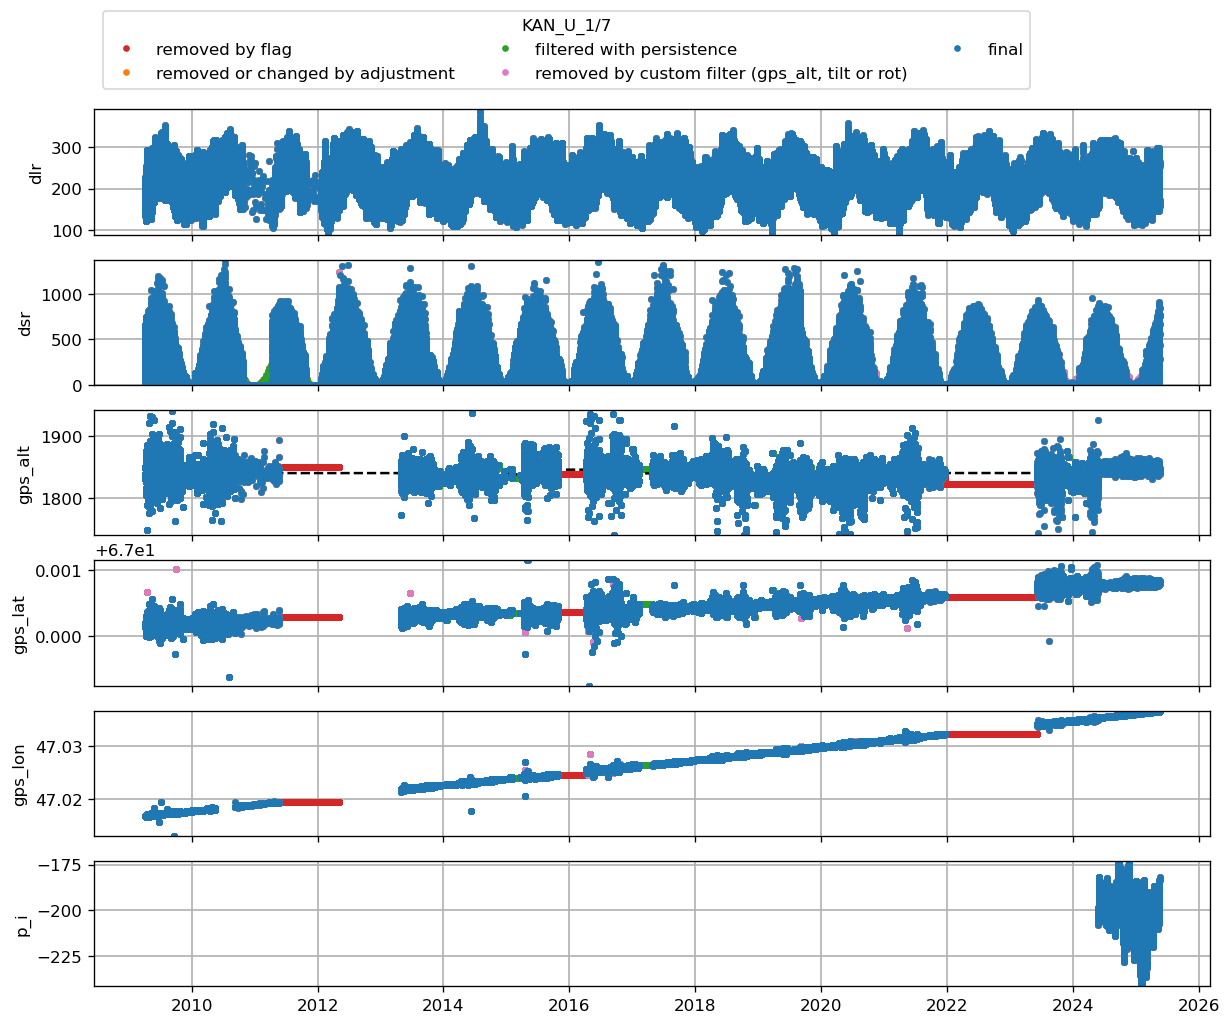 KAN_U_1/7
removed by flag
filtered with persistence
final
removed or changed by adjustment
removed by custom filter (gps_alt, tilt or rot)
300
200
100
dlr
1000
500
0
dsr
1900
1800
gps_alt
+6.7e1
0.001
0.000
gps_lat
47.03
47.02
gps_lon
−175
−200
−225
p_i
2010 2012 2014 2016 2018 2020 2022 2024 2026